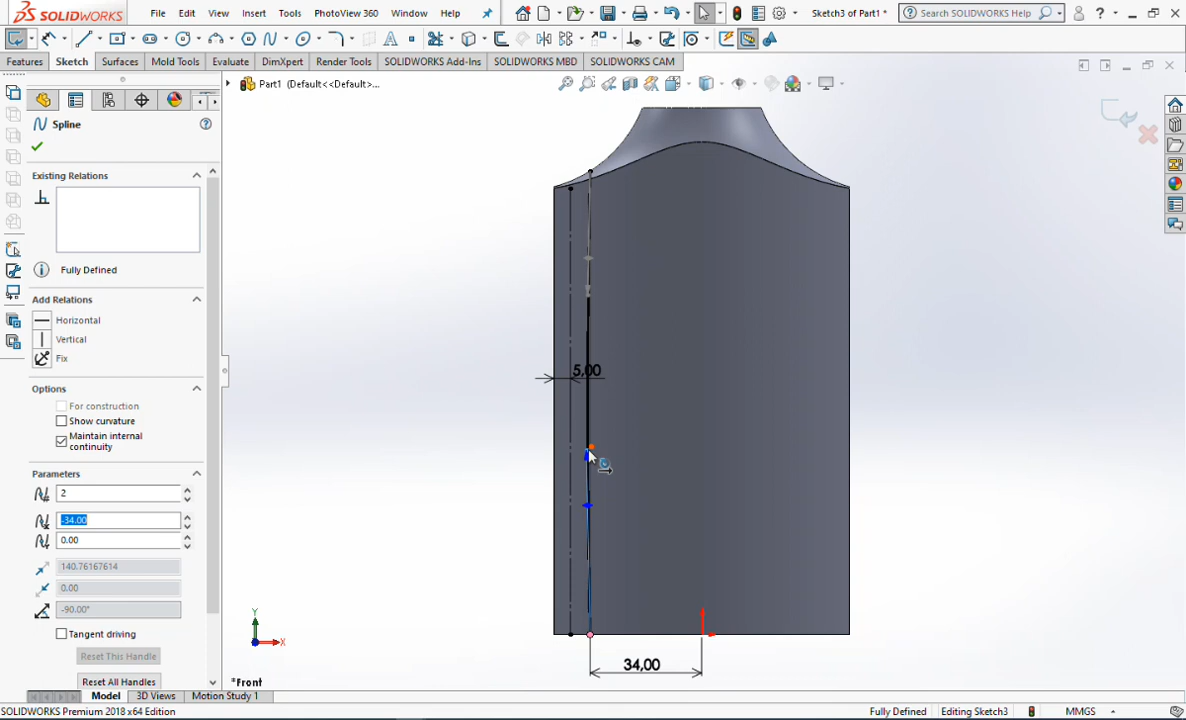 SOLIDWORKS File Edit View Insert Tools PhotoView 360 Window Help Sketch3 of Part1 * Search SOLIDWORKS Help
Features Sketch Surfaces Mold Tools Evaluate DimXpert Render Tools SOLIDWORKS Add-Ins SOLIDWORKS MBD SOLIDWORKS CAM
Part1 (Default<<Default>...
Spline
Existing Relations
Fully Defined
Add Relations
Horizontal
Vertical
Fix
Options
For construction
Show curvature
Maintain internal
continuity
Parameters
2
-34.00
0.00
140.76167614
0.00
-90.00°
Tangent driving
Reset This Handle
Reset All Handles
5,00
34,00
Y
X
*Front
Model 3D Views Motion Study 1
SOLIDWORKS Premium 2018 x64 Edition Fully Defined Editing Sketch3 MMGS